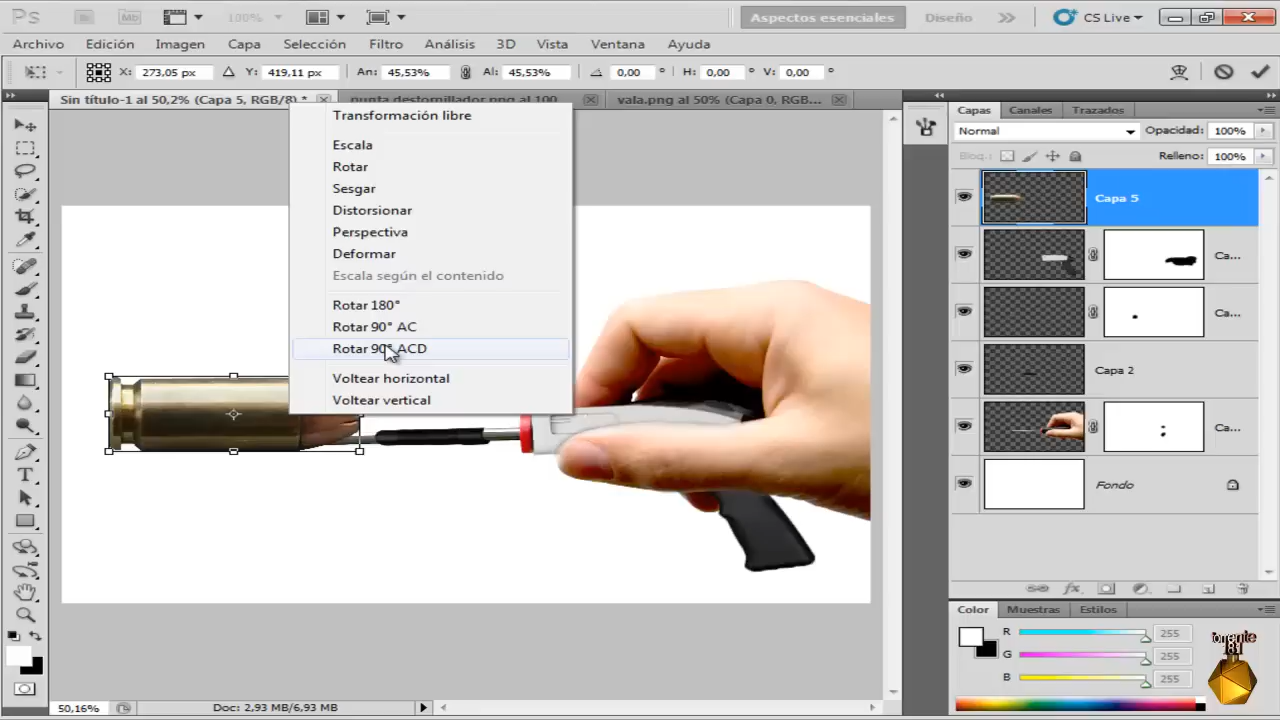 Ps
Br
Mb
100%
Aspectos esenciales
Diseño
CS Live
Archivo
Edición
Imagen
Capa
Selección
Filtro
Análisis
3D
Vista
Ventana
Ayuda
X: 273,05 px
Y: 419,11 px
An: 45,53%
Al: 45,53%
0,00 °
H: 0,00 °
V: 0,00 °
Sin título-1 al 50,2% (Capa 5, RGB/8) *
punta destornillador.png al 100
vala.png al 50% (Capa 0, RGB...
Transformación libre
Escala
Rotar
Sesgar
Distorsionar
Perspectiva
Deformar
Escala según el contenido
Rotar 180°
Rotar 90° AC
Rotar 90° ACD
Voltear horizontal
Voltear vertical
Capas
Canales
Trazados
Normal
Opacidad: 100%
Bloq.:
Relleno: 100%
Capa 5
Ca...
Capa 2
Ca...
Fondo
Color
Muestras
Estilos
R 255
G 255
B 255
50,16%
Doc: 2,93 MB/6,93 MB